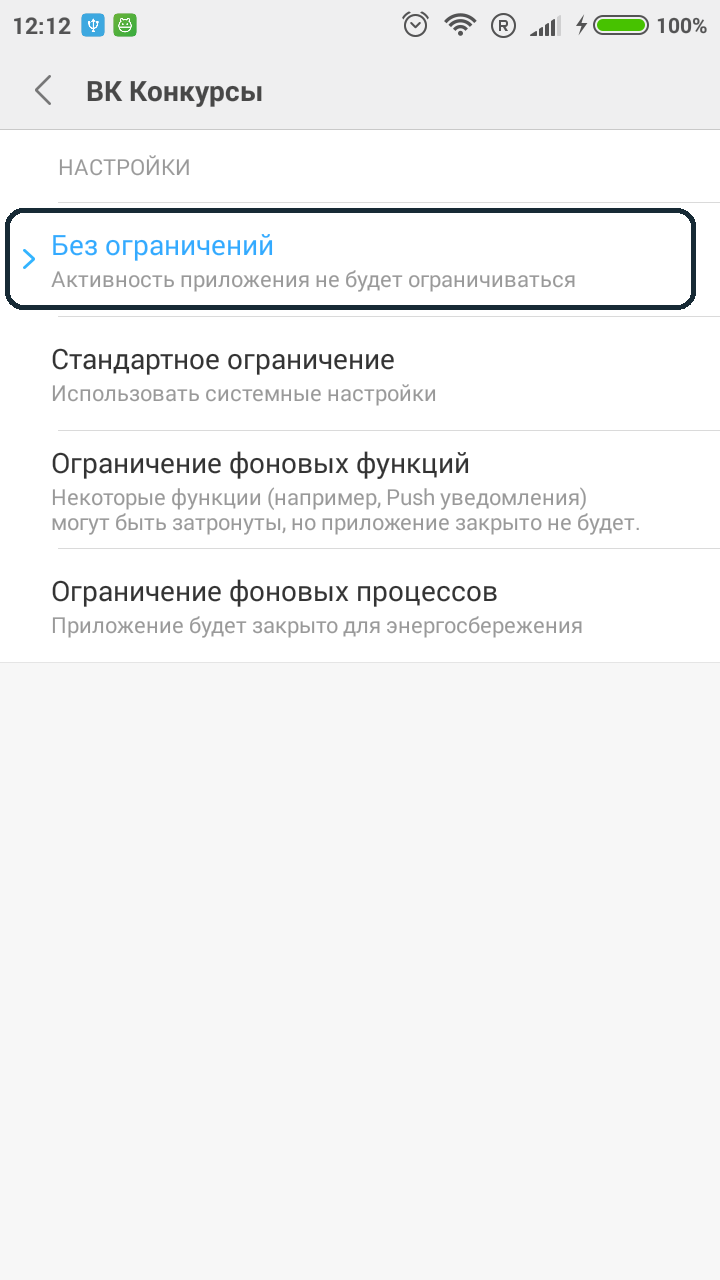 12:12 R 100%
ВК Конкурсы
НАСТРОЙКИ
Без ограничений
Активность приложения не будет ограничиваться
Стандартное ограничение
Использовать системные настройки
Ограничение фоновых функций
Некоторые функции (например, Push уведомления)
могут быть затронуты, но приложение закрыто не будет.
Ограничение фоновых процессов
Приложение будет закрыто для энергосбережения